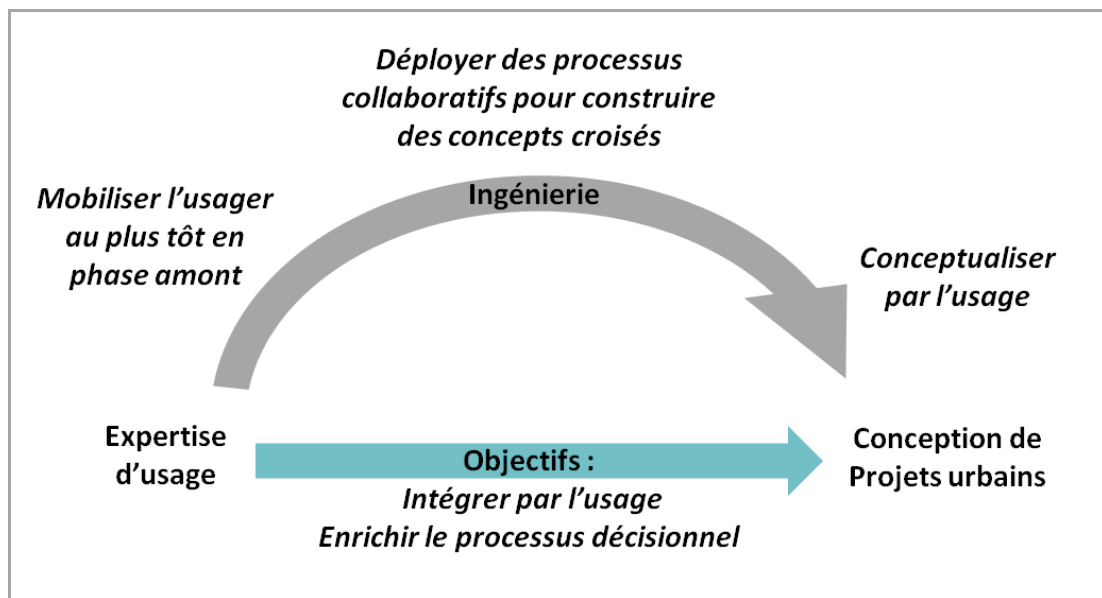 Déployer des processus
collaboratifs pour construire
des concepts croisés
Ingénierie
Mobiliser l’usager
au plus tôt en
phase amont
Conceptualiser
par l’usage
Expertise
d’usage
Objectifs :
Intégrer par l’usage
Enrichir le processus décisionnel
Conception de
Projets urbains